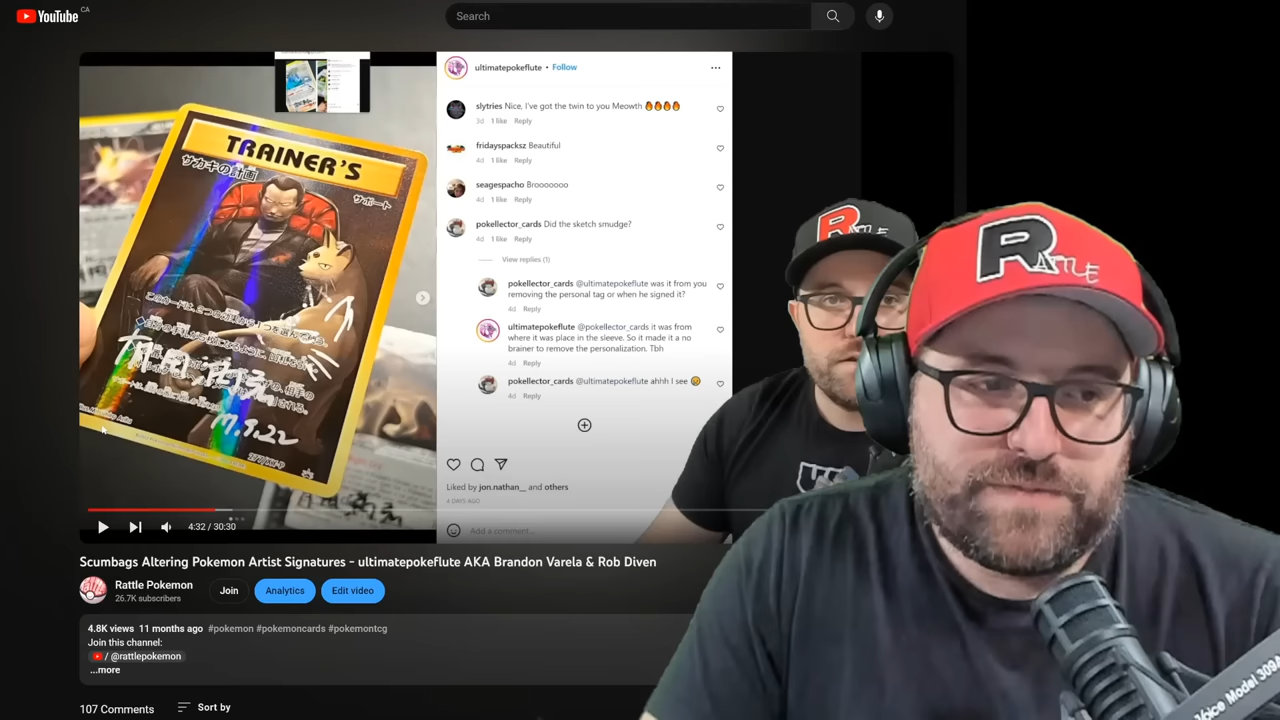 YouTube CA
Search
ultimatepokeflute • Follow
slytries Nice, I've got the twin to you Meowth 🔥🔥🔥🔥
3d 1 like Reply
fridayspacksz Beautiful
4d 1 like Reply
seagespacho Brooooooo
4d 1 like Reply
pokellector_cards Did the sketch smudge?
4d 1 like Reply
View replies (1)
pokellector_cards @ultimatepokeflute was it from you
removing the personal tag or when he signed it?
4d Reply
ultimatepokeflute @pokellector_cards it was from
where it was place in the sleeve. So it made it a no
brainer to remove the personalization. Tbh
4d Reply
pokellector_cards @ultimatepokeflute ahhh I see
4d Reply
Liked by jon.nathan__ and others
4 DAYS AGO
Add a comment...
TRAINER'S
サカキの計画
サポート
17.9.22
277/XY-P
RATTLE
RATTLE
4:32 / 30:30
Scumbags Altering Pokemon Artist Signatures - ultimatepokeflute AKA Brandon Varela & Rob Diven
Rattle Pokemon
26.7K subscribers
Join
Analytics
Edit video
4.8K views 11 months ago #pokemon #pokemoncards #pokemontcg
Join this channel:
/ @rattlepokemon
...more
107 Comments
Sort by